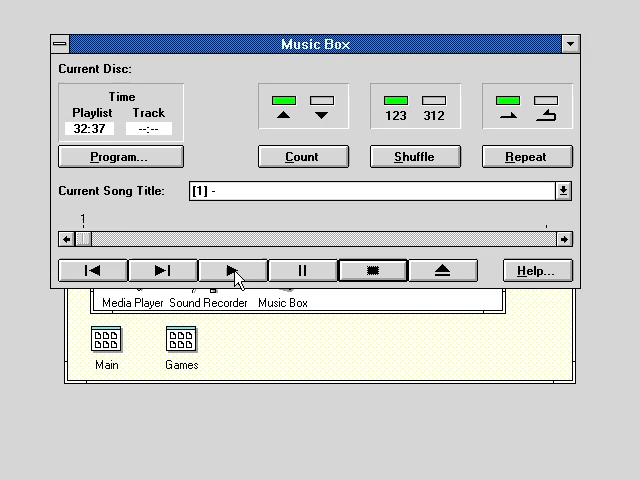 Music Box
Current Disc:
Time
Playlist Track
32:37 --:--
123 312
Program... Count Shuffle Repeat
Current Song Title: [1] -
1
Help...
Media Player Sound Recorder Music Box
Main Games